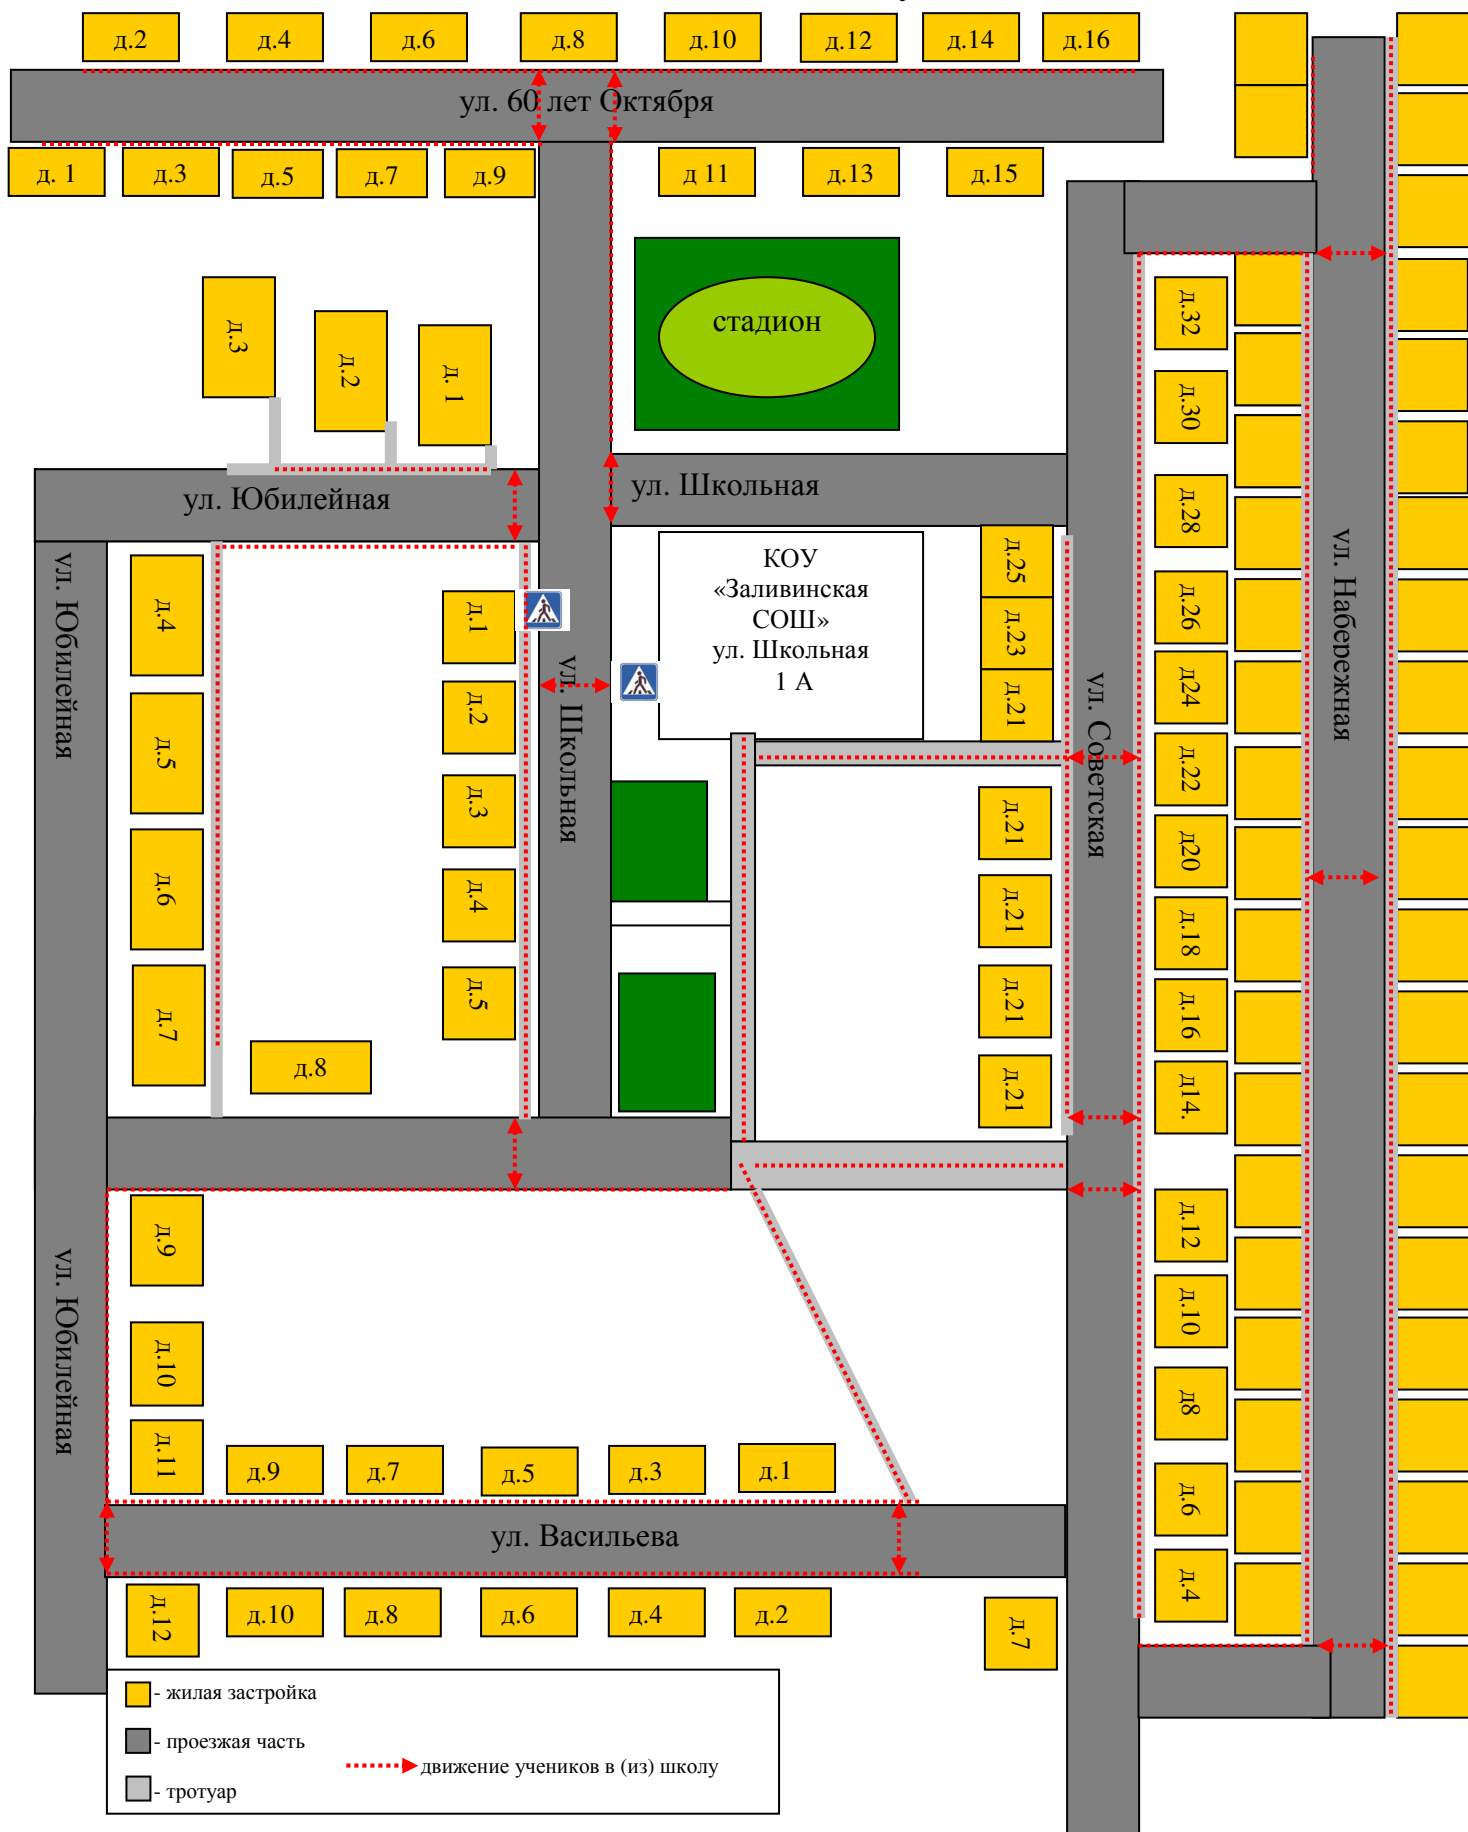 д.2
д.4
д.6
д.8
д.10
д.12
д.14
д.16
ул. 60 лет Октября
д. 1
д.3
д.5
д.7
д.9
д 11
д.13
д.15
д.3
д.2
д. 1
стадион
д.32
д.30
д.28
д.26
д24
д.22
д20
д.18
д.16
д14.
д.12
д.10
д8
д.6
д.4
ул. Юбилейная
ул. Школьная
ул. Юбилейная
д.4
д.5
д.6
д.7
д.8
д.1
д.2
д.3
д.4
д.5
ул. Школьная
КОУ
«Заливинская
СОШ»
ул. Школьная
1 А
д.25
д.23
д.21
д.21
д.21
д.21
д.21
ул. Советская
ул. Набережная
ул. Юбилейная
д.9
д.10
д.11
д.9
д.7
д.5
д.3
д.1
ул. Васильева
д.12
д.10
д.8
д.6
д.4
д.2
д.7
- жилая застройка
- проезжая часть
движение учеников в (из) школу
- тротуар